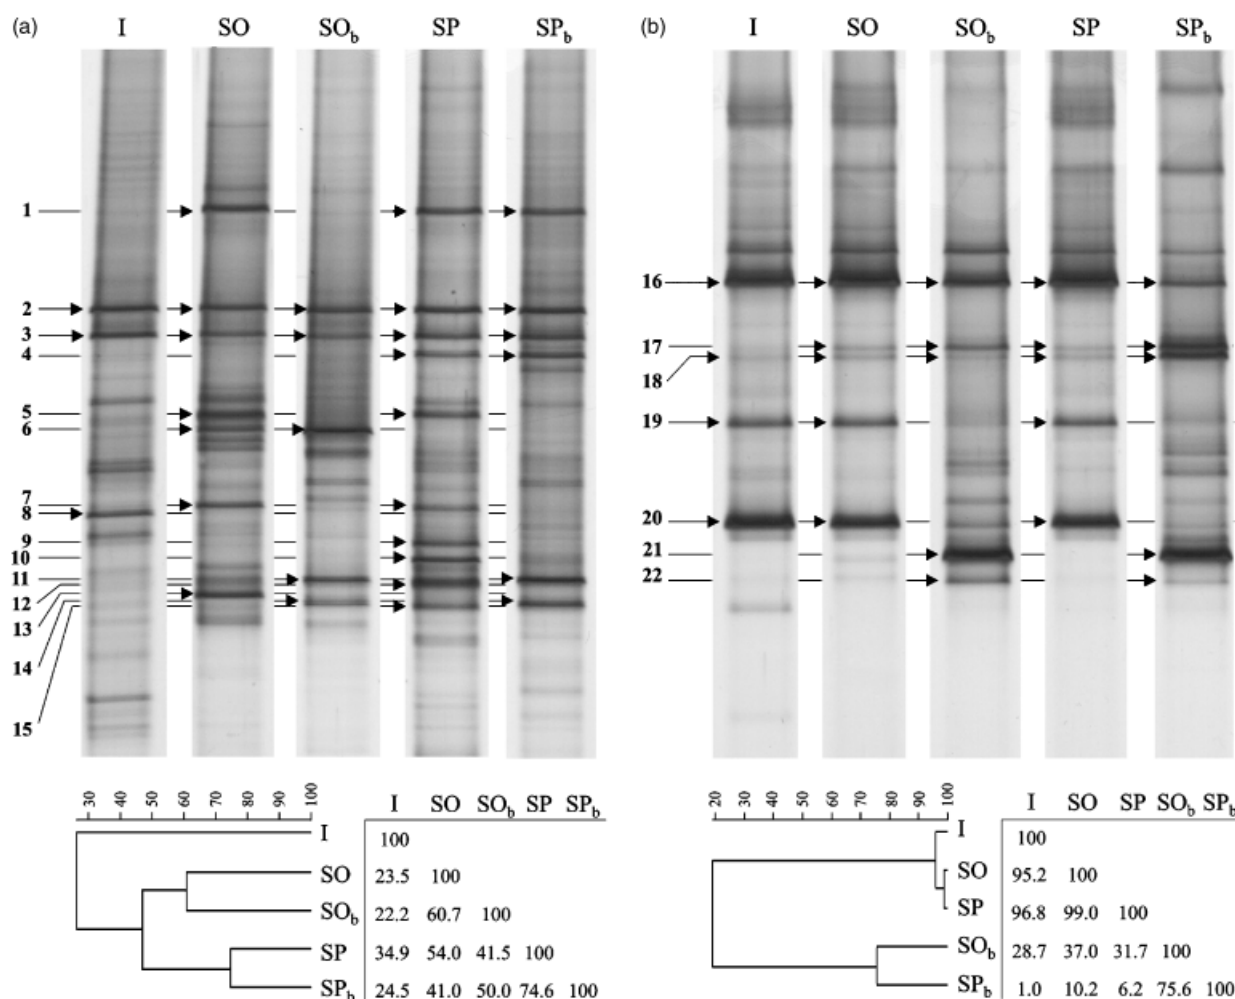 (a) I SO SOb SP SPb
1
2
3
4
5
6
7
8
9
10
11
12
13
14
15
30 40 50 60 70 80 90 100
I SO SOb SP SPb
I 100
SO 23.5 100
SOb 22.2 60.7 100
SP 34.9 54.0 41.5 100
SPb 24.5 41.0 50.0 74.6 100
(b) I SO SOb SP SPb
16
17
18
19
20
21
22
20 30 40 50 60 70 80 90 100
I SO SP SOb SPb
I 100
SO 95.2 100
SP 96.8 99.0 100
SOb 28.7 37.0 31.7 100
SPb 1.0 10.2 6.2 75.6 100